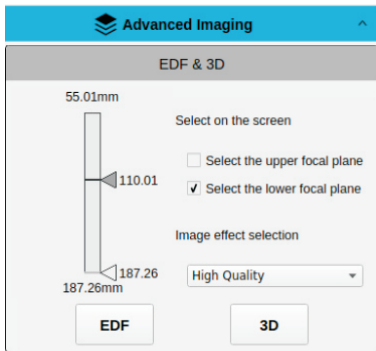 Advanced Imaging
EDF & 3D
55.01mm
Select on the screen
Select the upper focal plane
110.01
Select the lower focal plane
Image effect selection
187.26
High Quality
187.26mm
EDF
3D